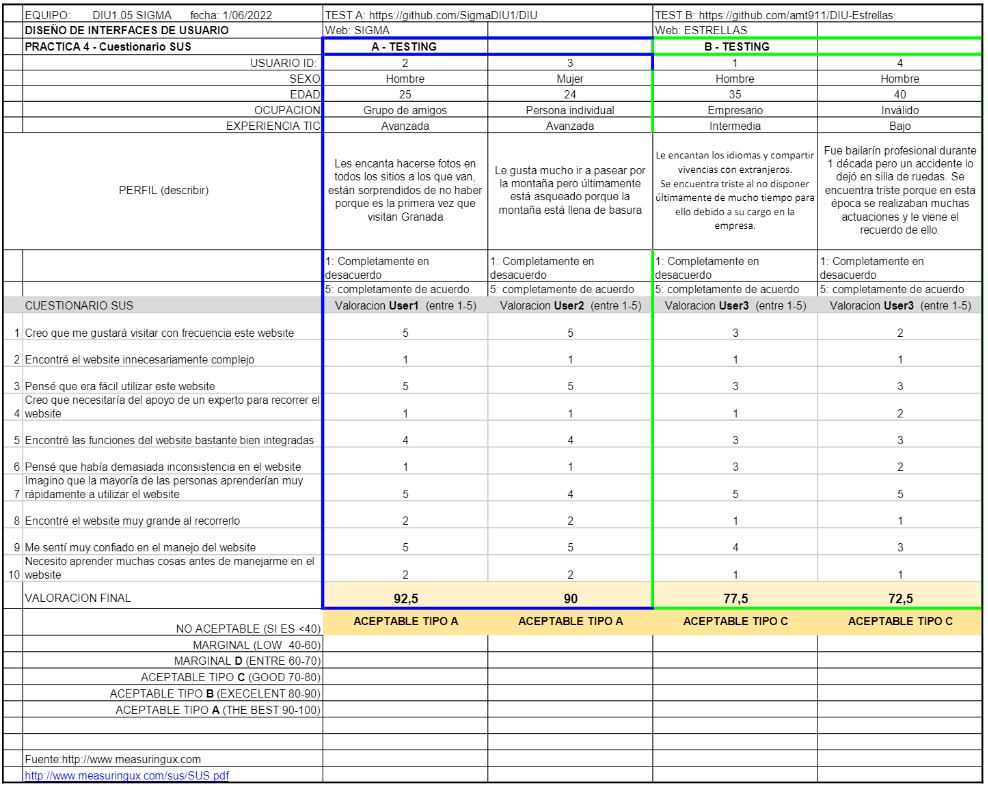 EQUIPO: DIU1.05 SIGMA fecha: 1/06/2022 TEST A: https://github.com/SigmaDIU1/DIU TEST B: https://github.com/amt911/DIU-Estrellas
DISEÑO DE INTERFACES DE USUARIO Web: SIGMA Web: ESTRELLAS
PRACTICA 4 - Cuestionario SUS A - TESTING B - TESTING
USUARIO ID: 2 3 1 4
SEXO Hombre Mujer Hombre Hombre
EDAD 25 24 35 40
OCUPACION Grupo de amigos Persona individual Empresario Inválido
EXPERIENCIA TIC Avanzada Avanzada Intermedia Bajo
PERFIL (describir)
Les encanta hacerse fotos en
todos los sitios a los que van,
están sorprendidos de no haber
porque es la primera vez que
visitan Granada
Le gusta mucho ir a pasear por
la montaña pero últimamente
está asqueado porque la
montaña está llena de basura
Le encantan los idiomas y compartir
vivencias con extranjeros.
Se encuentra triste al no disponer
últimamente de mucho tiempo para
ello debido a su cargo en la
empresa.
Fue bailarín profesional durante
1 década pero un accidente lo
dejó en silla de ruedas. Se
encuentra triste porque en esta
época se realizaban muchas
actuaciones y le viene el
recuerdo de ello.
1: Completamente en
desacuerdo
5: completamente de acuerdo
1: Completamente en
desacuerdo
5: completamente de acuerdo
1: Completamente en
desacuerdo
5: completamente de acuerdo
1: Completamente en
desacuerdo
5: completamente de acuerdo
CUESTIONARIO SUS Valoracion User1 (entre 1-5) Valoracion User2 (entre 1-5) Valoracion User3 (entre 1-5) Valoracion User3 (entre 1-5)
1 Creo que me gustará visitar con frecuencia este website 5 5 3 2
2 Encontré el website innecesariamente complejo 1 1 1 1
3 Pensé que era fácil utilizar este website 5 5 3 3
Creo que necesitaría del apoyo de un experto para recorrer el
4 website 1 1 1 2
5 Encontré las funciones del website bastante bien integradas 4 4 3 3
6 Pensé que había demasiada inconsistencia en el website 1 1 3 2
Imagino que la mayoría de las personas aprenderían muy
7 rápidamente a utilizar el website 5 4 5 5
8 Encontré el website muy grande al recorrerlo 2 2 1 1
9 Me sentí muy confiado en el manejo del website 5 5 4 3
Necesito aprender muchas cosas antes de manejarme en el
10 website 2 2 1 1
VALORACION FINAL 92,5 90 77,5 72,5
NO ACEPTABLE (SI ES <40) ACEPTABLE TIPO A ACEPTABLE TIPO A ACEPTABLE TIPO C ACEPTABLE TIPO C
MARGINAL (LOW 40-60)
MARGINAL D (ENTRE 60-70)
ACEPTABLE TIPO C (GOOD 70-80)
ACEPTABLE TIPO B (EXECELENT 80-90)
ACEPTABLE TIPO A (THE BEST 90-100)
Fuente:http://www.measuringux.com
http://www.measuringux.com/sus/SUS.pdf